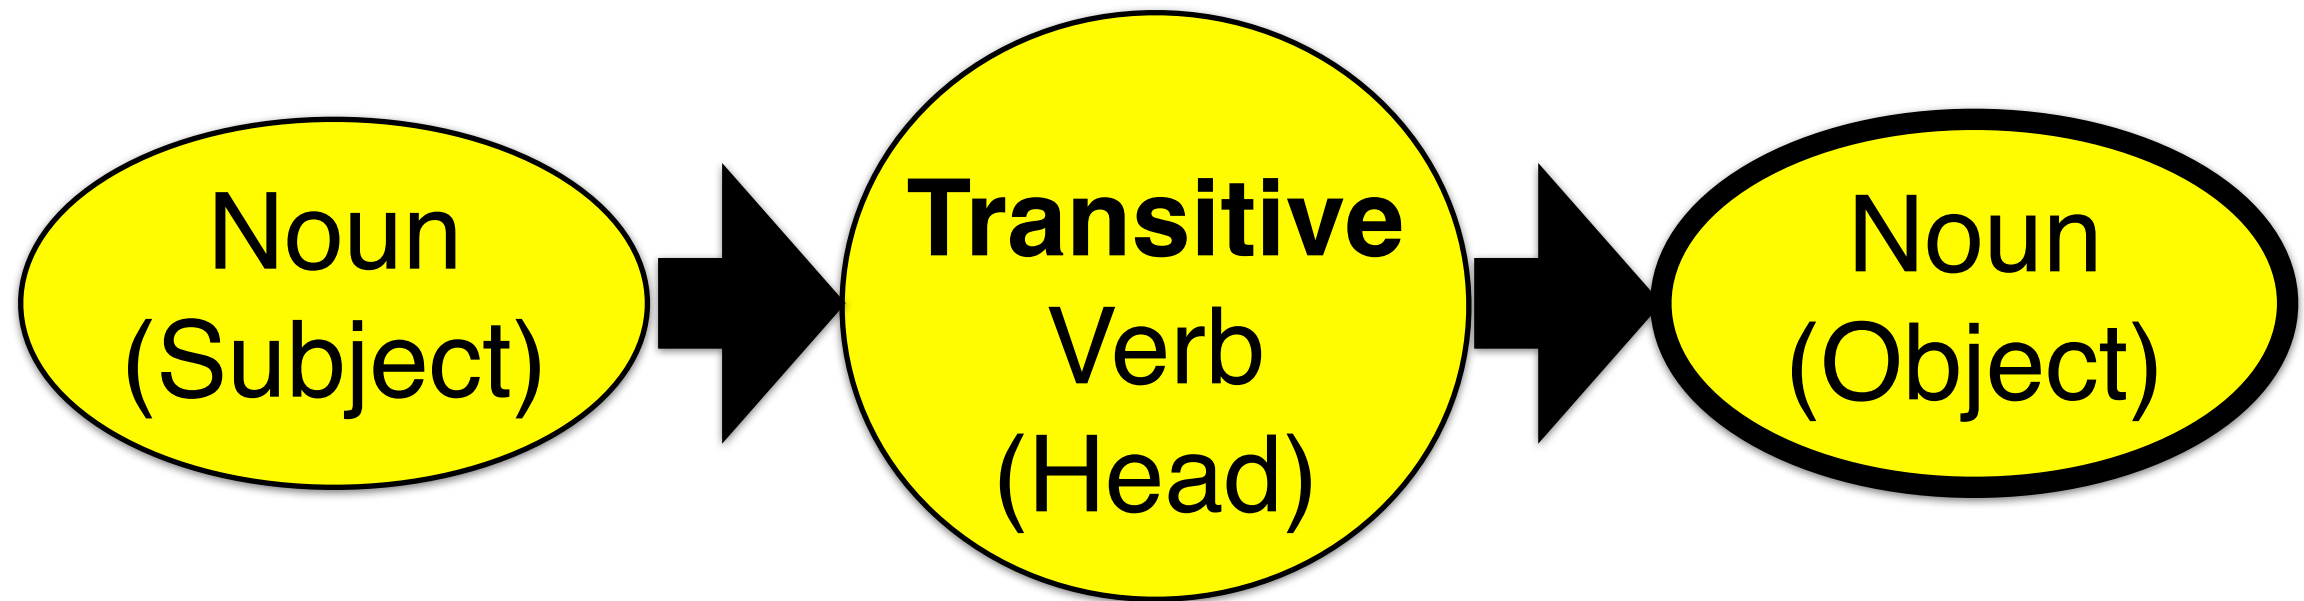 Noun
(Subject)
Transitive
Verb
(Head)
Noun
(Object)